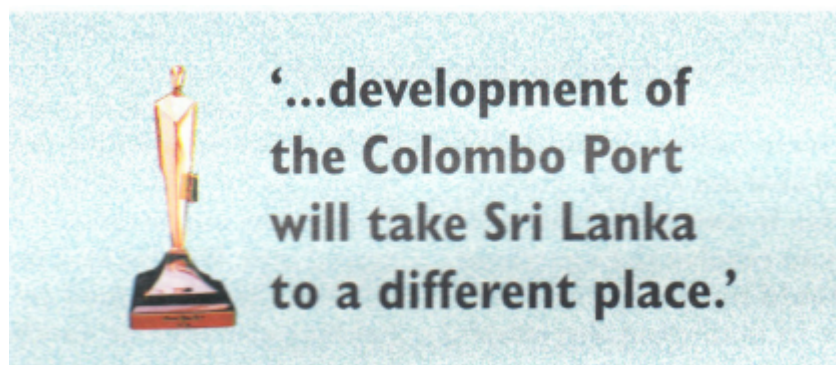 ‘...development of
the Colombo Port
will take Sri Lanka
to a different place.’